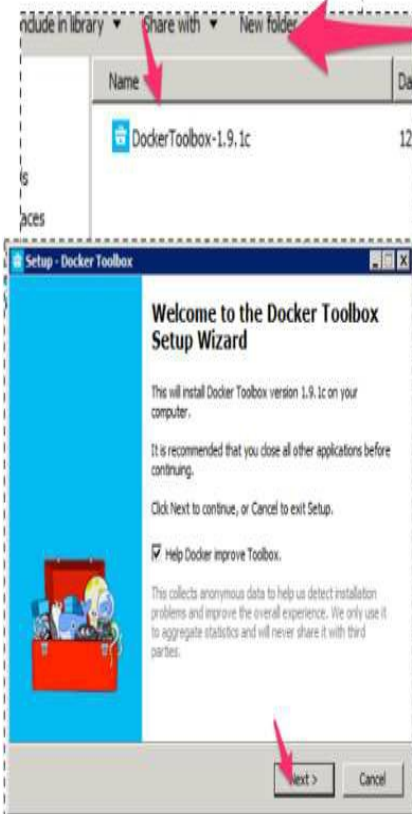 nclude in library Share with New folder
Name Da
DockerToolbox-1.9.1c 12
s
aces
Setup - Docker Toolbox
Welcome to the Docker Toolbox
Setup Wizard
This will install Docker Toolbox version 1.9.1c on your
computer.
It is recommended that you close all other applications before
continuing.
Click Next to continue, or Cancel to exit Setup.
Help Docker improve Toolbox.
This collects anonymous data to help us detect installation
problems and improve the overall experience. We only use it
to aggregate statistics and will never share it with third
parties.
Next > Cancel